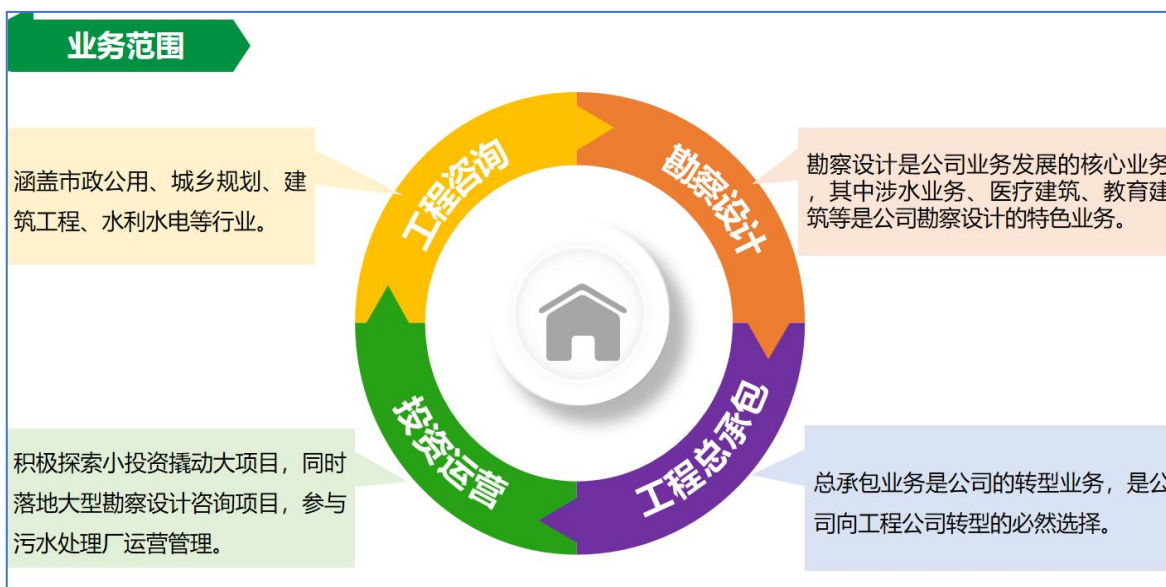 业务范围
工程咨询
涵盖市政公用、城乡规划、建
筑工程、水利水电等行业。
勘察设计
勘察设计是公司业务发展的核心业务
，其中涉水业务、医疗建筑、教育建
筑等是公司勘察设计的特色业务。
投资运营
积极探索小投资撬动大项目，同时
落地大型勘察设计咨询项目，参与
污水处理厂运营管理。
工程总承包
总承包业务是公司的转型业务，是公
司向工程公司转型的必然选择。